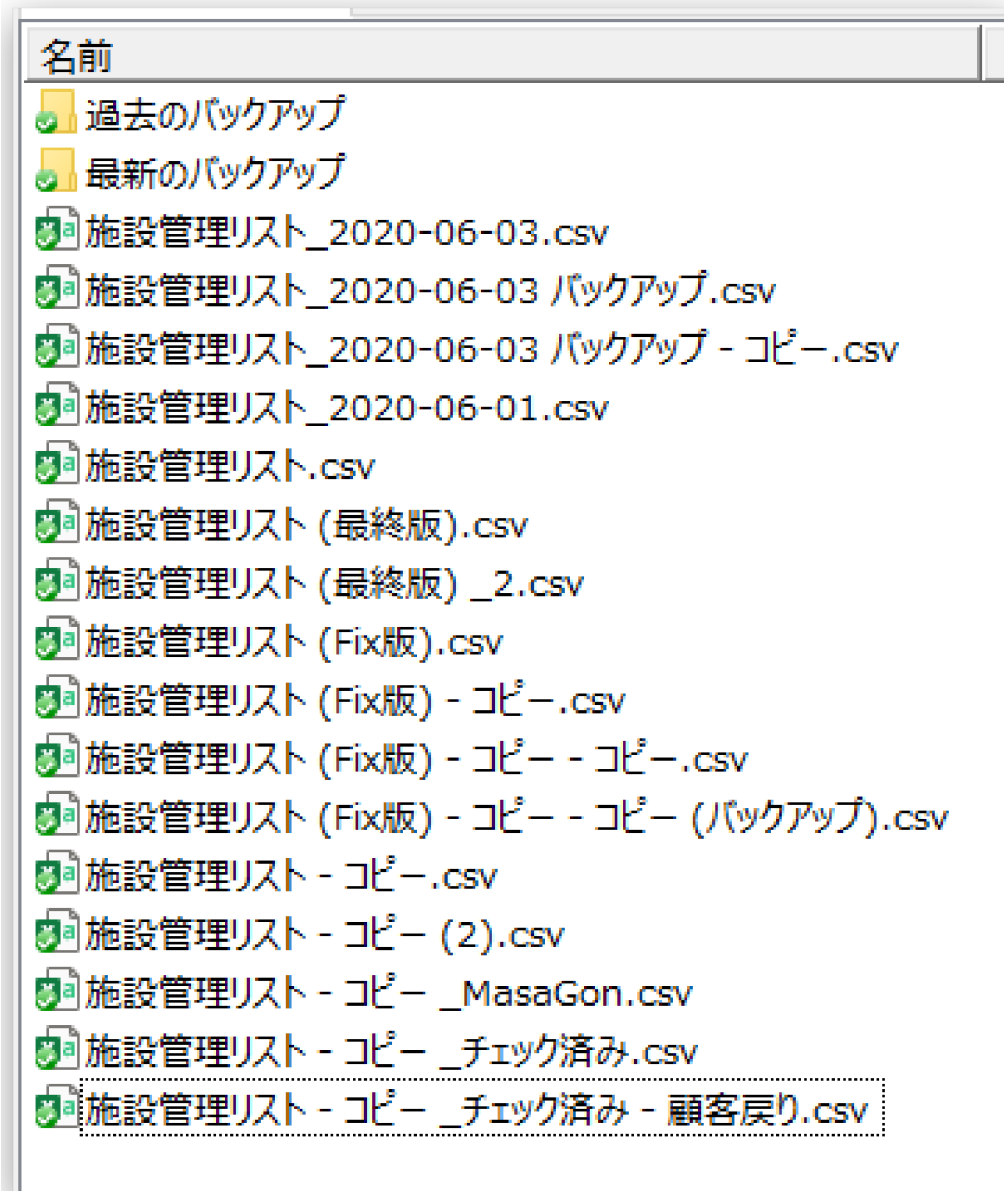 名前
過去のバックアップ
最新のバックアップ
施設管理リスト_2020-06-03.csv
施設管理リスト_2020-06-03 バックアップ.csv
施設管理リスト_2020-06-03 バックアップ - コピー.csv
施設管理リスト_2020-06-01.csv
施設管理リスト.csv
施設管理リスト (最終版).csv
施設管理リスト (最終版) _2.csv
施設管理リスト (Fix版).csv
施設管理リスト (Fix版) - コピー.csv
施設管理リスト (Fix版) - コピー - コピー.csv
施設管理リスト (Fix版) - コピー - コピー (バックアップ).csv
施設管理リスト - コピー.csv
施設管理リスト - コピー (2).csv
施設管理リスト - コピー _MasaGon.csv
施設管理リスト - コピー _チェック済み.csv
施設管理リスト - コピー _チェック済み - 顧客戻り.csv